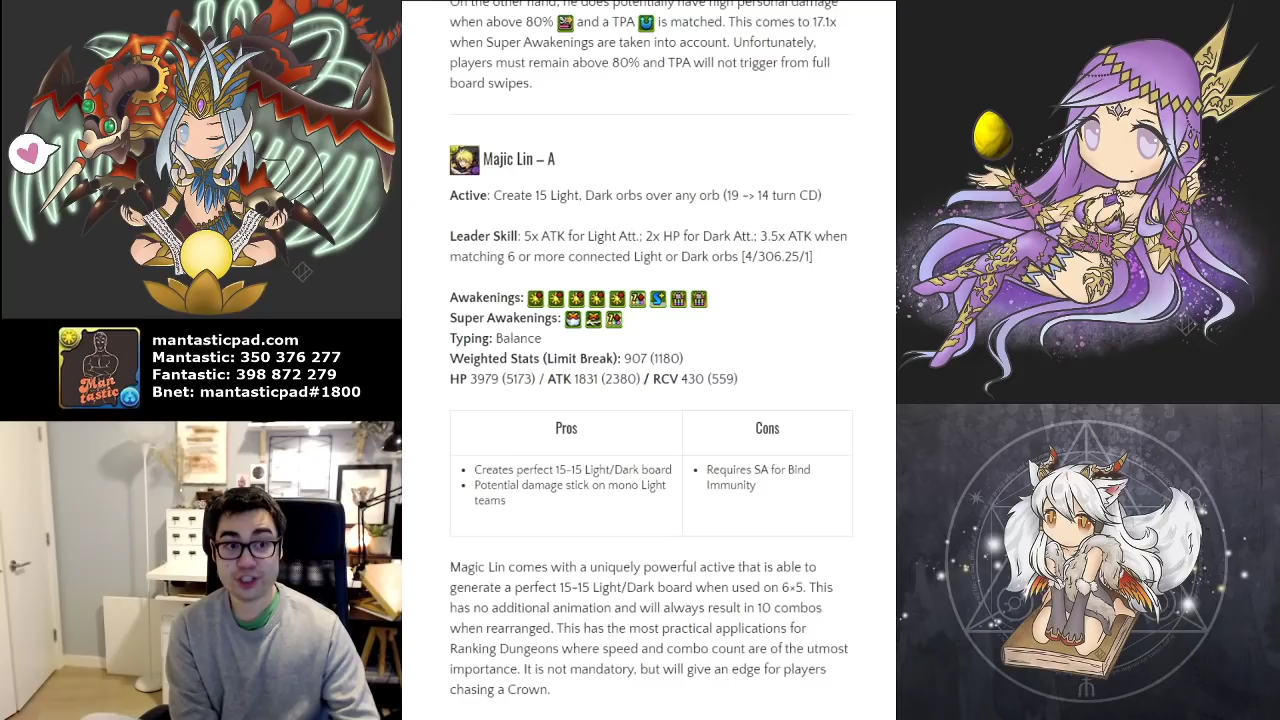 On the other hand, he does potentially have high personal damage
when above 80% and a TPA is matched. This comes to 17.1x
when Super Awakenings are taken into account. Unfortunately,
players must remain above 80% and TPA will not trigger from full
board swipes.
Majic Lin – A
Active: Create 15 Light, Dark orbs over any orb (19 –> 14 turn CD)
Leader Skill: 5x ATK for Light Att.; 2x HP for Dark Att.; 3.5x ATK when
matching 6 or more connected Light or Dark orbs [4/306.25/1]
Awakenings:
Super Awakenings:
Typing: Balance
Weighted Stats (Limit Break): 907 (1180)
HP 3979 (5173) / ATK 1831 (2380) / RCV 430 (559)
Pros
Cons
Creates perfect 15-15 Light/Dark board
Potential damage stick on mono Light
teams
Requires SA for Bind
Immunity
Magic Lin comes with a uniquely powerful active that is able to
generate a perfect 15-15 Light/Dark board when used on 6×5. This
has no additional animation and will always result in 10 combos
when rearranged. This has the most practical applications for
Ranking Dungeons where speed and combo count are of the utmost
importance. It is not mandatory, but will give an edge for players
chasing a Crown.
Man
tastic
mantasticpad.com
Mantastic: 350 376 277
Fantastic: 398 872 279
Bnet: mantasticpad#1800